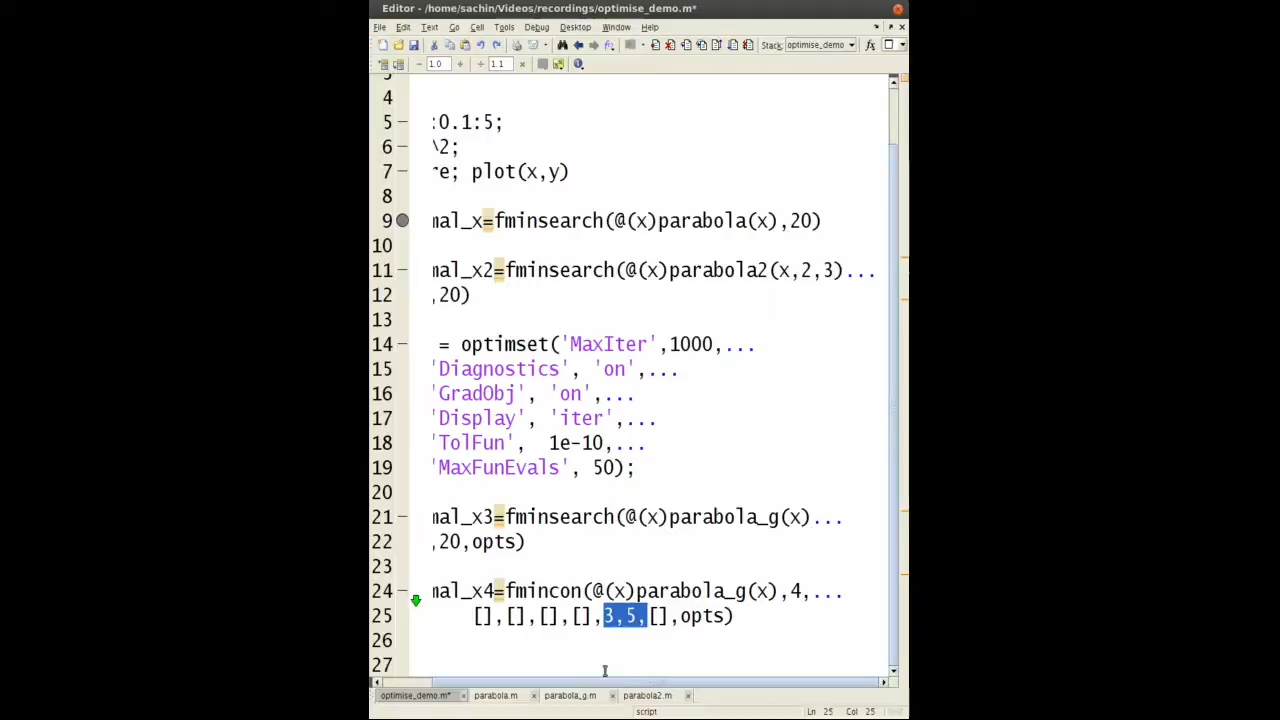 Editor - /home/sachin/Videos/recordings/optimise_demo.m*
File Edit Text Go Cell Tools Debug Desktop Window Help
Stack: optimise_demo fx
- 1.0 + ÷ 1.1 ×
4
5 – :0.1:5;
6 – \2;
7 – re; plot(x,y)
8
9 – mal_x=fminsearch(@(x)parabola(x),20)
10
11 – mal_x2=fminsearch(@(x)parabola2(x,2,3)...
12 ,20)
13
14 – = optimset('MaxIter',1000,...
15 'Diagnostics', 'on',...
16 'GradObj', 'on',...
17 'Display', 'iter',...
18 'TolFun', 1e-10,...
19 'MaxFunEvals', 50);
20
21 – mal_x3=fminsearch(@(x)parabola_g(x)...
22 ,20,opts)
23
24 – mal_x4=fmincon(@(x)parabola_g(x),4,...
25 [],[],[],[],3,5,[],opts)
26
27
optimise_demo.m* × parabola.m × parabola_g.m × parabola2.m ×
script Ln 25 Col 25